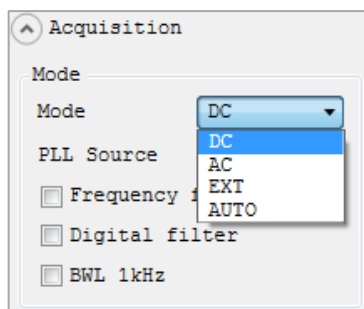 Acquisition
Mode
Mode DC
DC
PLL Source
AC
EXT
Frequency
AUTO
Digital filter
BWL 1kHz